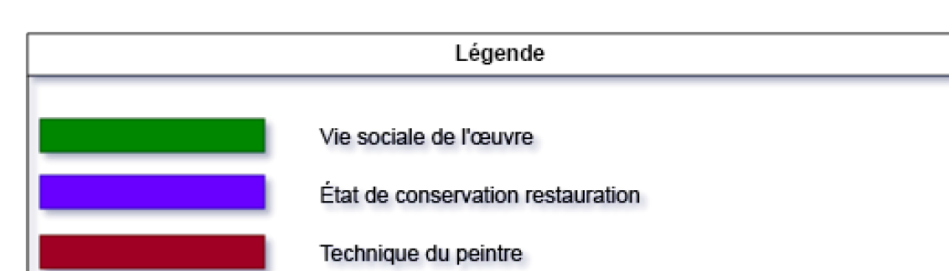 Légende
Vie sociale de l'œuvre
État de conservation restauration
Technique du peintre